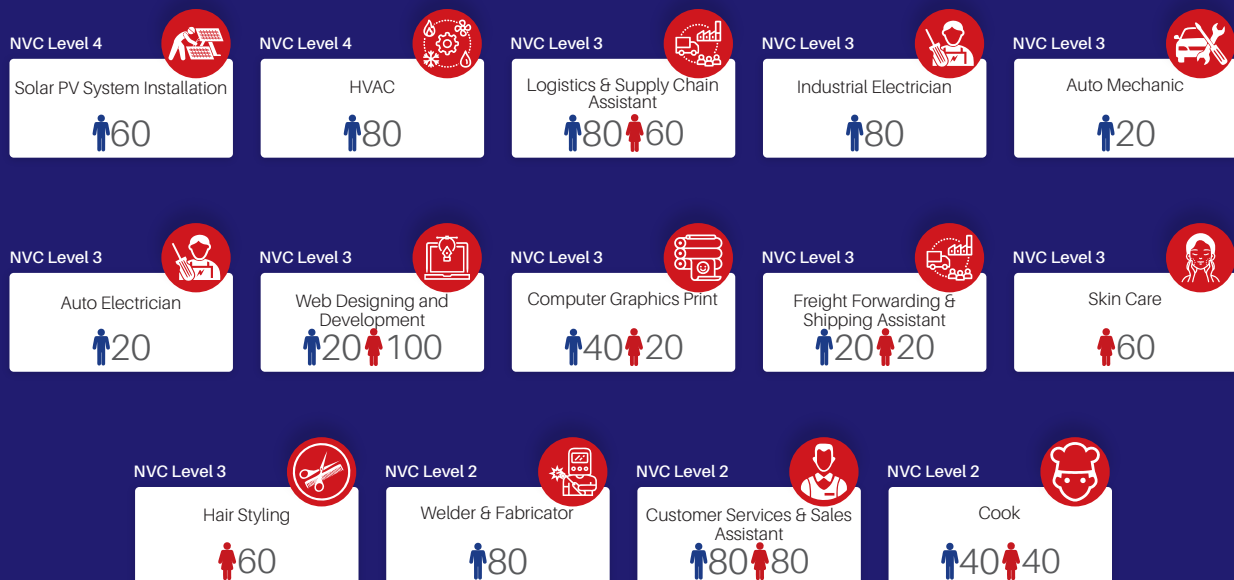 NVC Level 4
Solar PV System Installation
60
NVC Level 4
HVAC
80
NVC Level 3
Logistics & Supply Chain
Assistant
80 60
NVC Level 3
Industrial Electrician
80
NVC Level 3
Auto Mechanic
20
NVC Level 3
Auto Electrician
20
NVC Level 3
Web Designing and
Development
20 100
NVC Level 3
Computer Graphics Print
40 20
NVC Level 3
Freight Forwarding &
Shipping Assistant
20 20
NVC Level 3
Skin Care
60
NVC Level 3
Hair Styling
60
NVC Level 2
Welder & Fabricator
80
NVC Level 2
Customer Services & Sales
Assistant
80 80
NVC Level 2
Cook
40 40